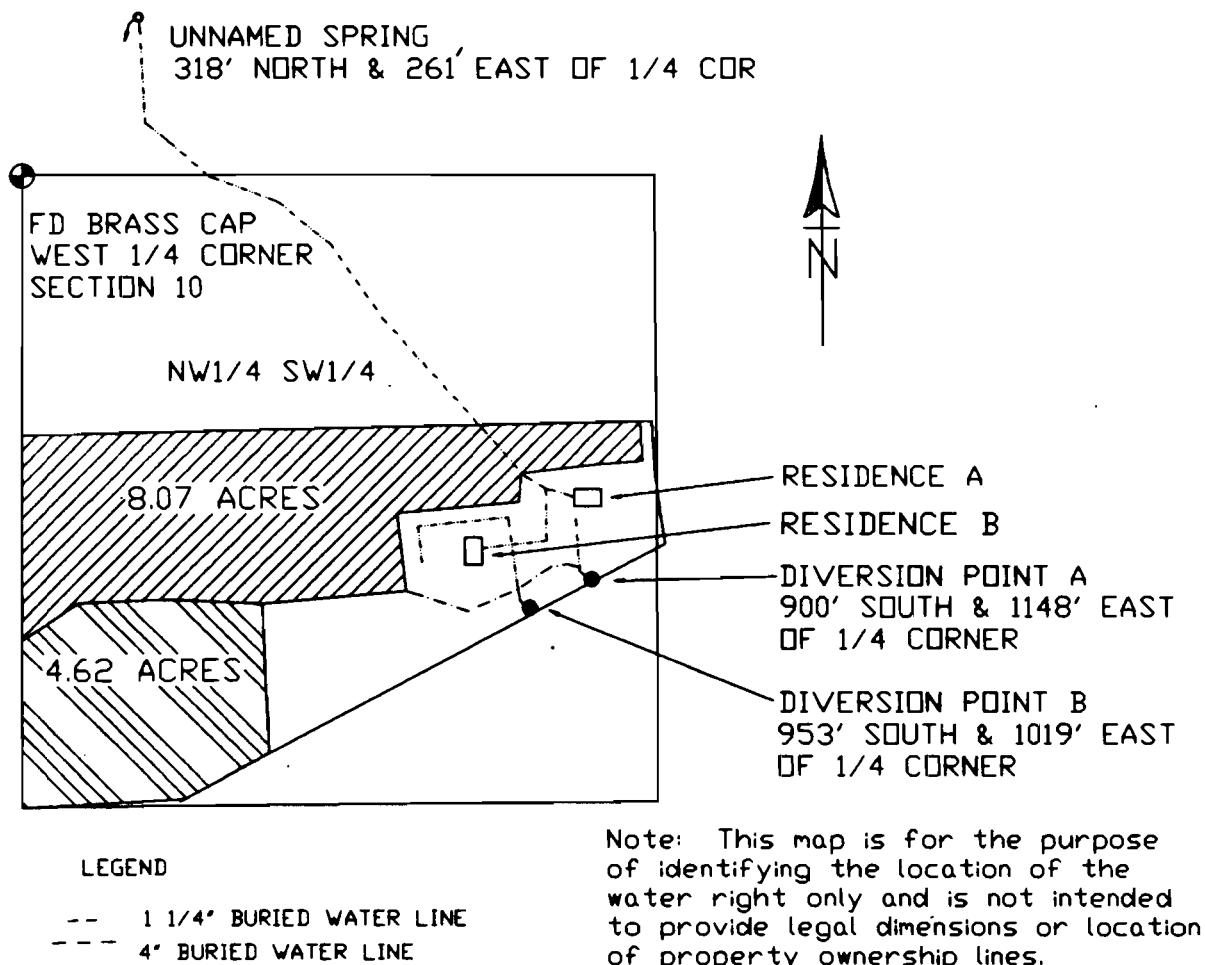 UNNAMED SPRING
318' NORTH & 261' EAST OF 1/4 COR
FD BRASS CAP
WEST 1/4 CORNER
SECTION 10
N
NW1/4 SW1/4
8.07 ACRES
RESIDENCE A
RESIDENCE B
DIVERSION POINT A
900' SOUTH & 1148' EAST
OF 1/4 CORNER
4.62 ACRES
DIVERSION POINT B
953' SOUTH & 1019' EAST
OF 1/4 CORNER
LEGEND
-- 1 1/4" BURIED WATER LINE
--- 4" BURIED WATER LINE
Note: This map is for the purpose
of identifying the location of the
water right only and is not intended
to provide legal dimensions or location
of property ownership lines.